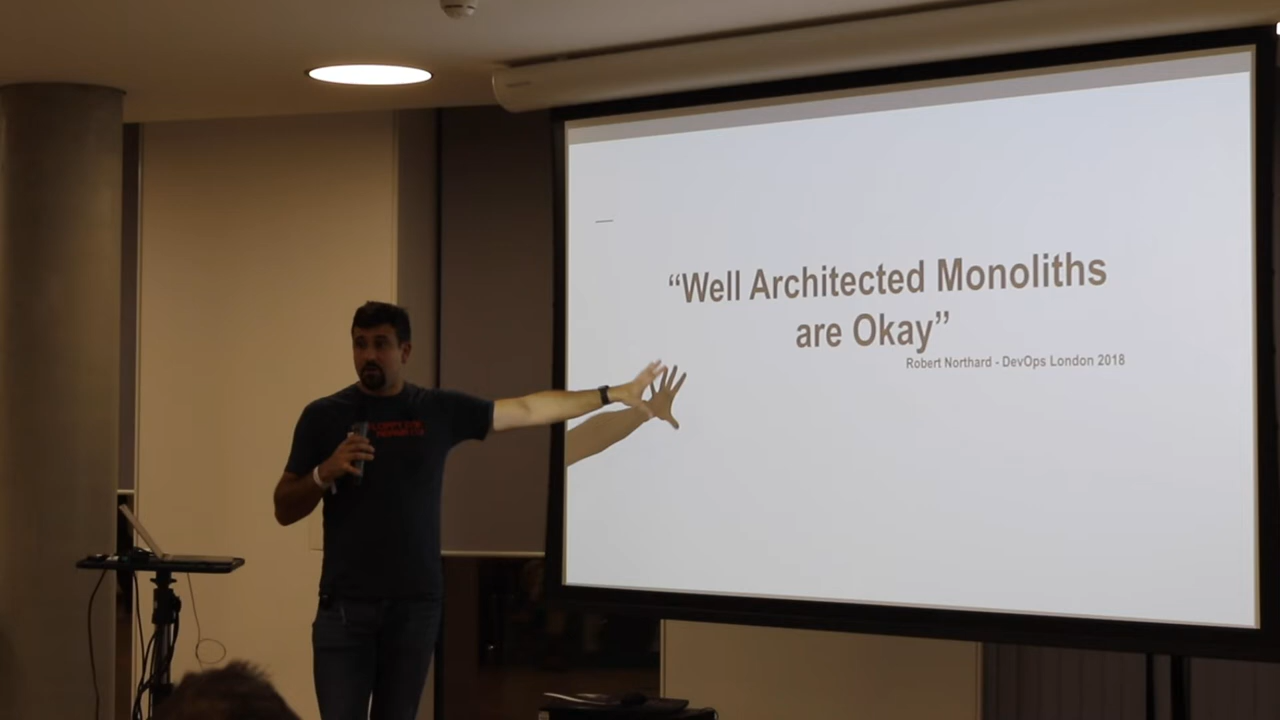 “Well Architected Monoliths
are Okay”
Robert Northard - DevOps London 2018